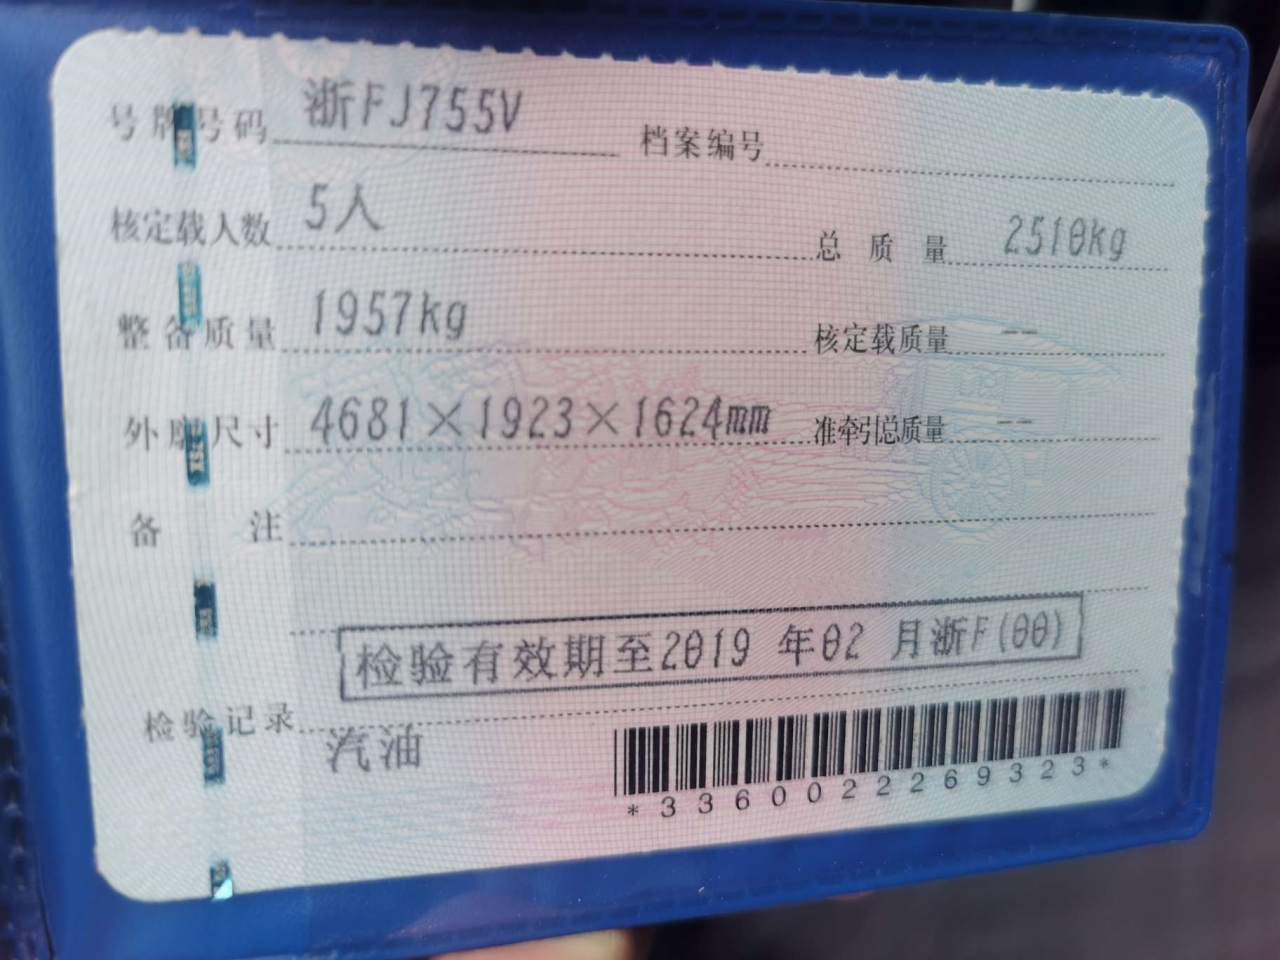 号牌号码 浙FJ755V 档案编号
核定载人数 5人 总质量 2510kg
整备质量 1957kg 核定载质量 --
外廓尺寸 4681×1923×1624mm 准牵引总质量 --
备注
检验有效期至2019年02月浙F(00)
检验记录
汽油
*3360022269323*